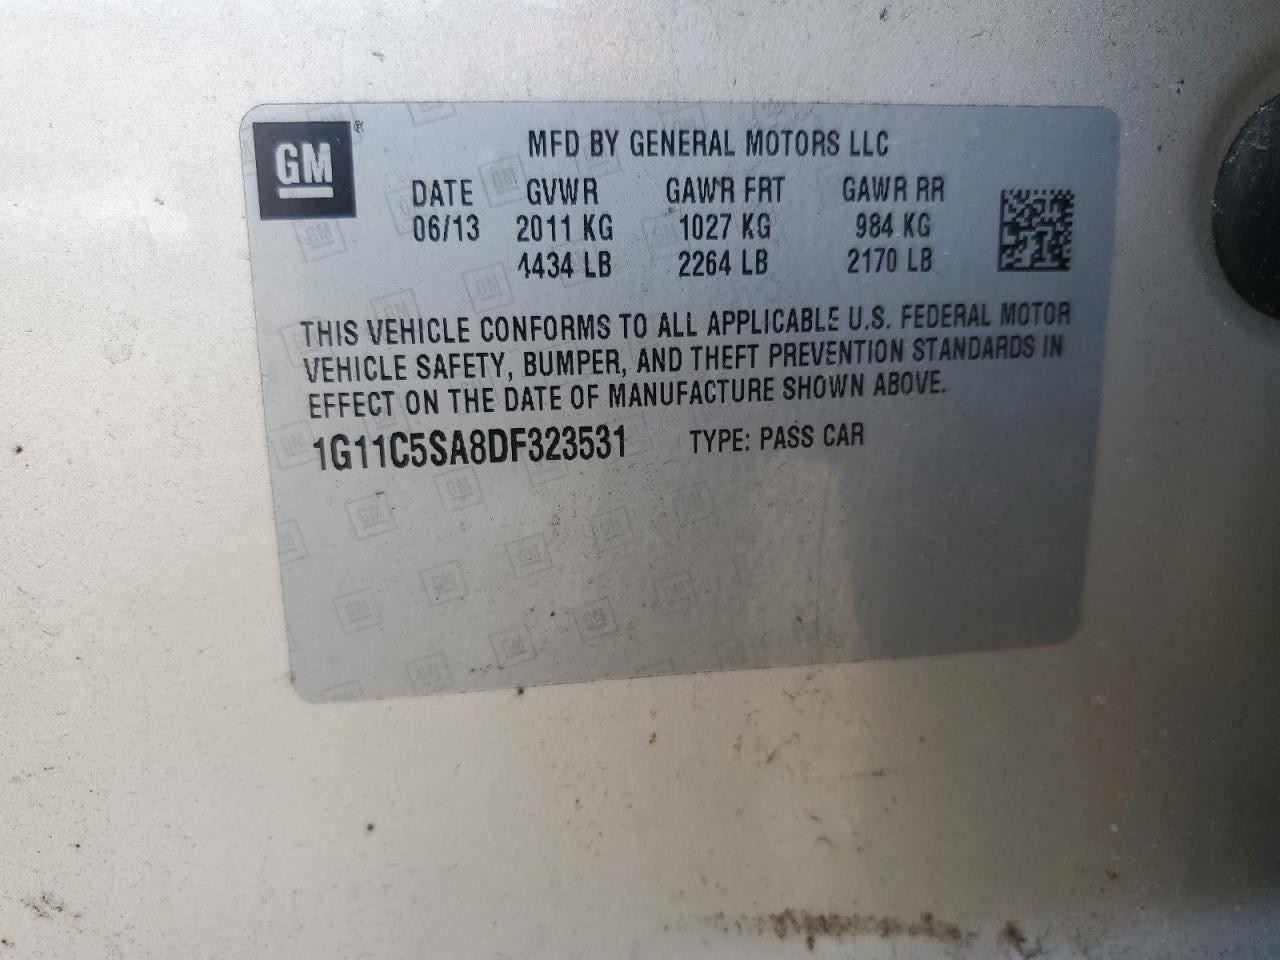 GM ®
MFD BY GENERAL MOTORS LLC
DATE GVWR GAWR FRT GAWR RR
06/13 2011 KG 1027 KG 984 KG
4434 LB 2264 LB 2170 LB
THIS VEHICLE CONFORMS TO ALL APPLICABLE U.S. FEDERAL MOTOR
VEHICLE SAFETY, BUMPER, AND THEFT PREVENTION STANDARDS IN
EFFECT ON THE DATE OF MANUFACTURE SHOWN ABOVE.
1G11C5SA8DF323531 TYPE: PASS CAR